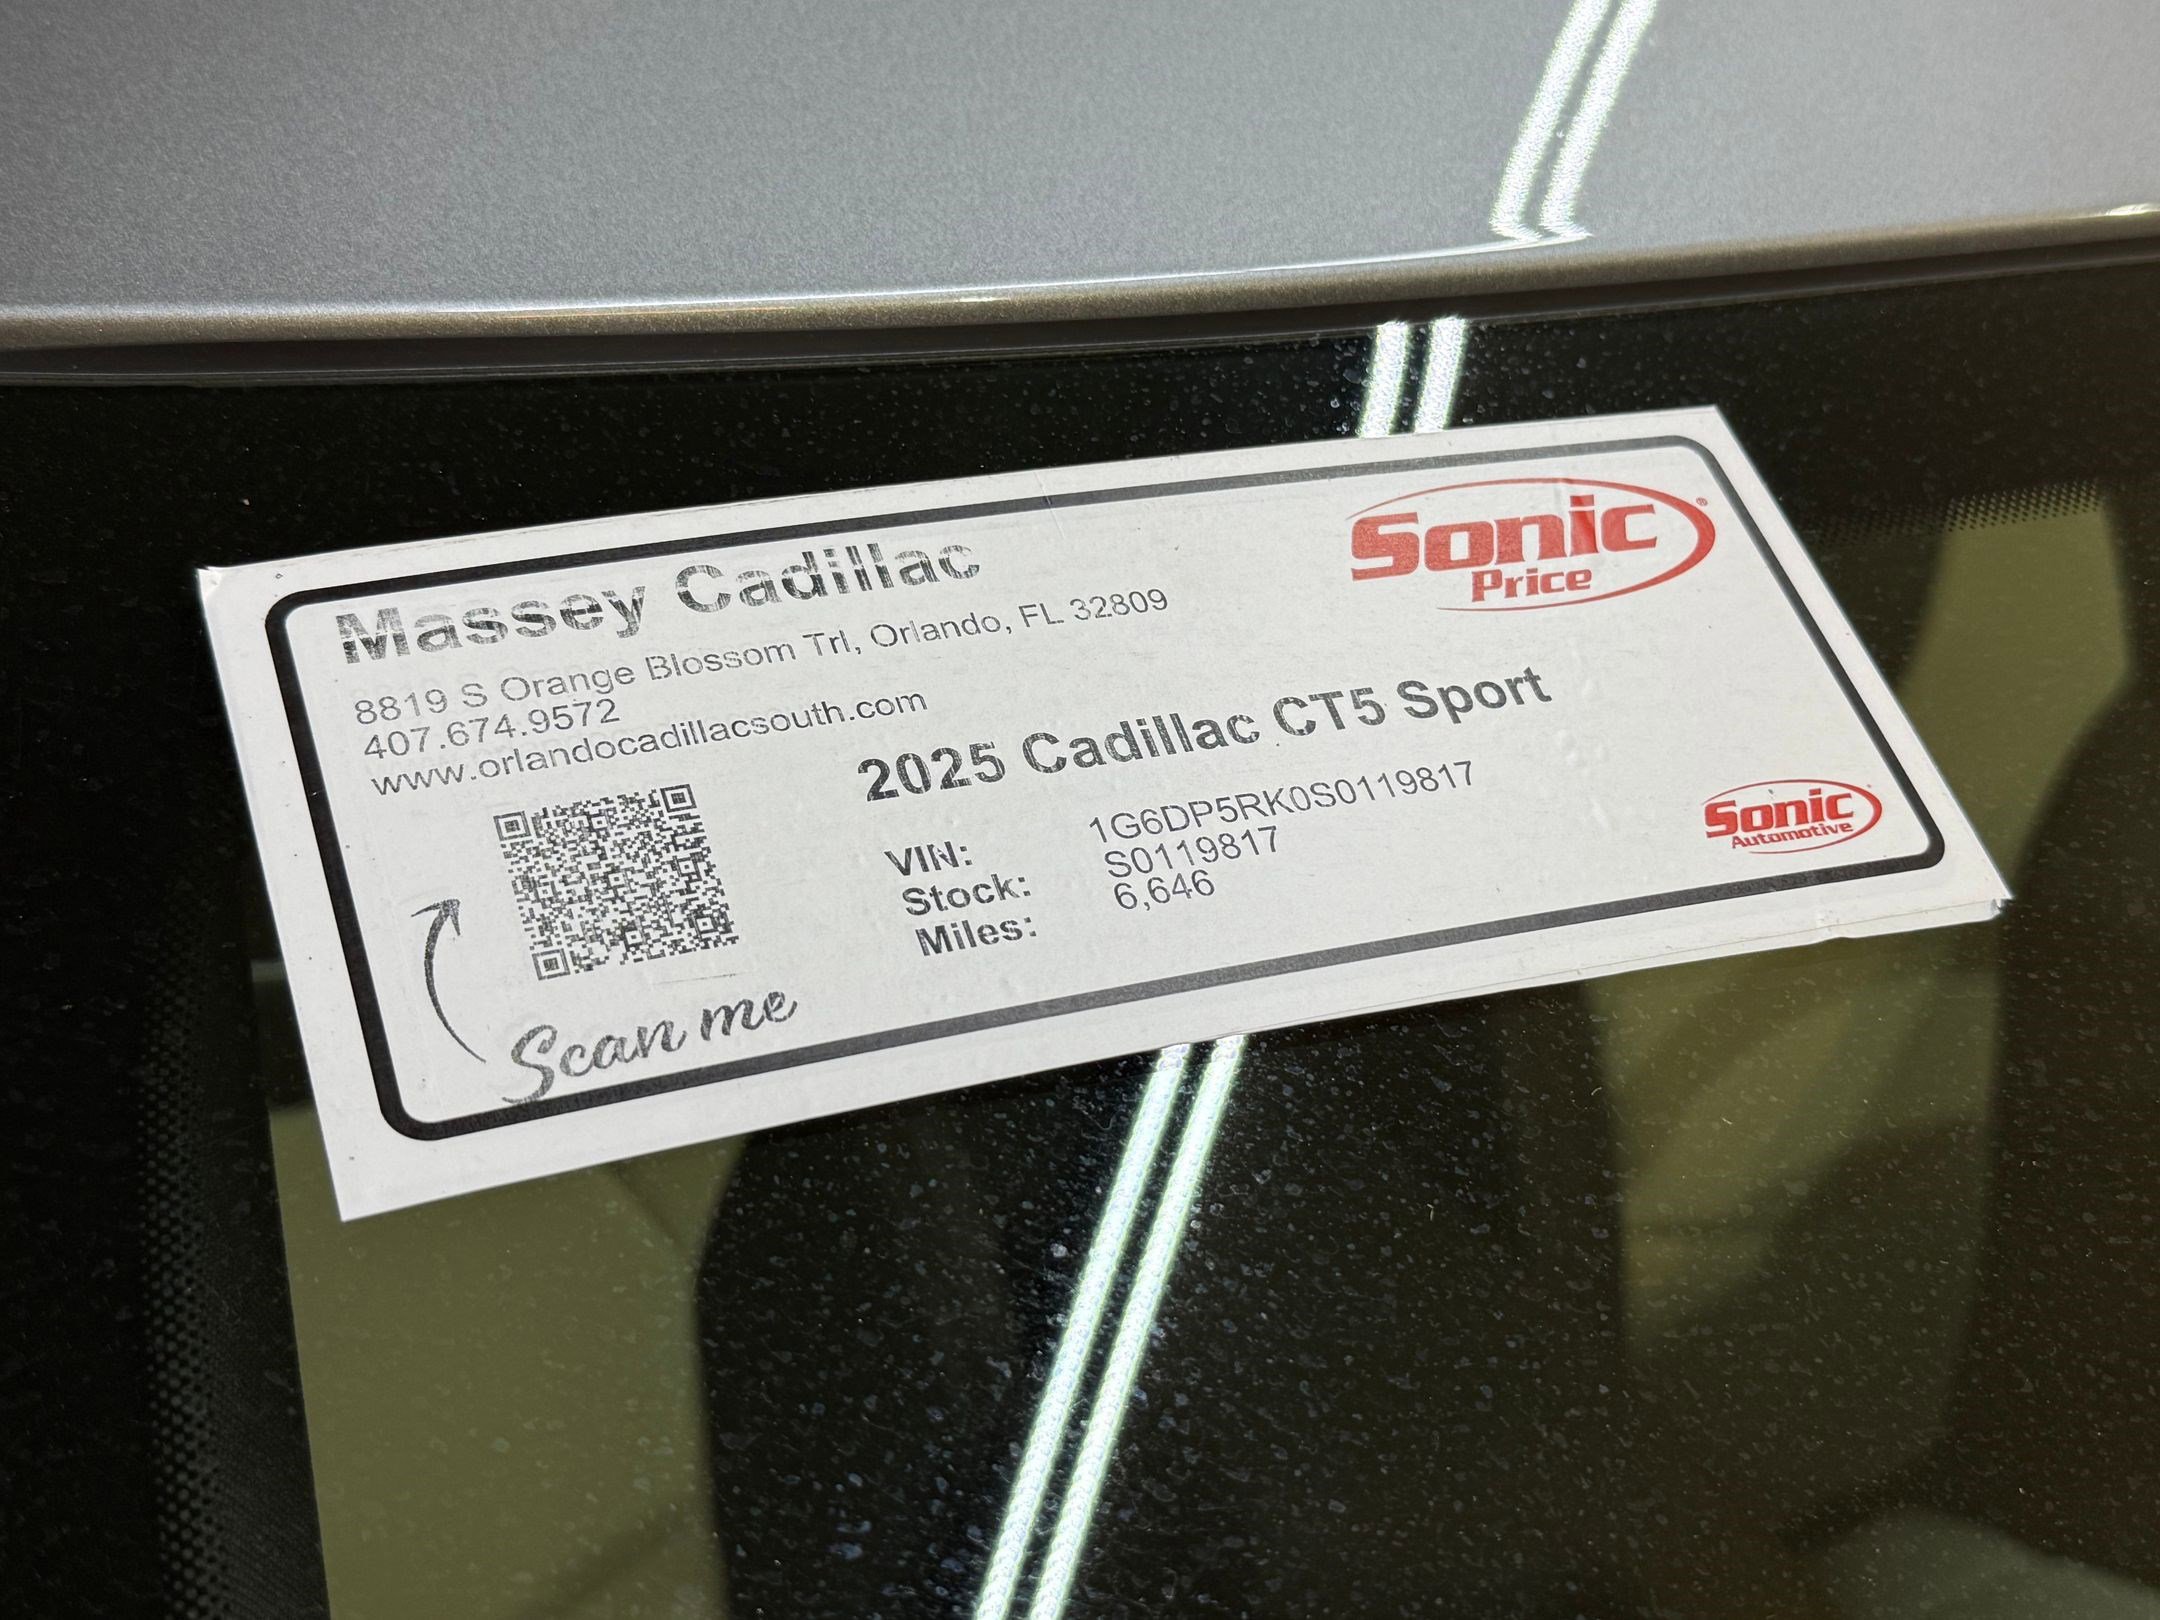 Massey Cadillac
8819 S Orange Blossom Trl, Orlando, FL 32809
407.674.9572
www.orlandocadillacsouth.com
Sonic®
Price
2025 Cadillac CT5 Sport
VIN: 1G6DP5RK0S0119817
Stock: S0119817
Miles: 6,646
Scan me
Sonic
Automotive